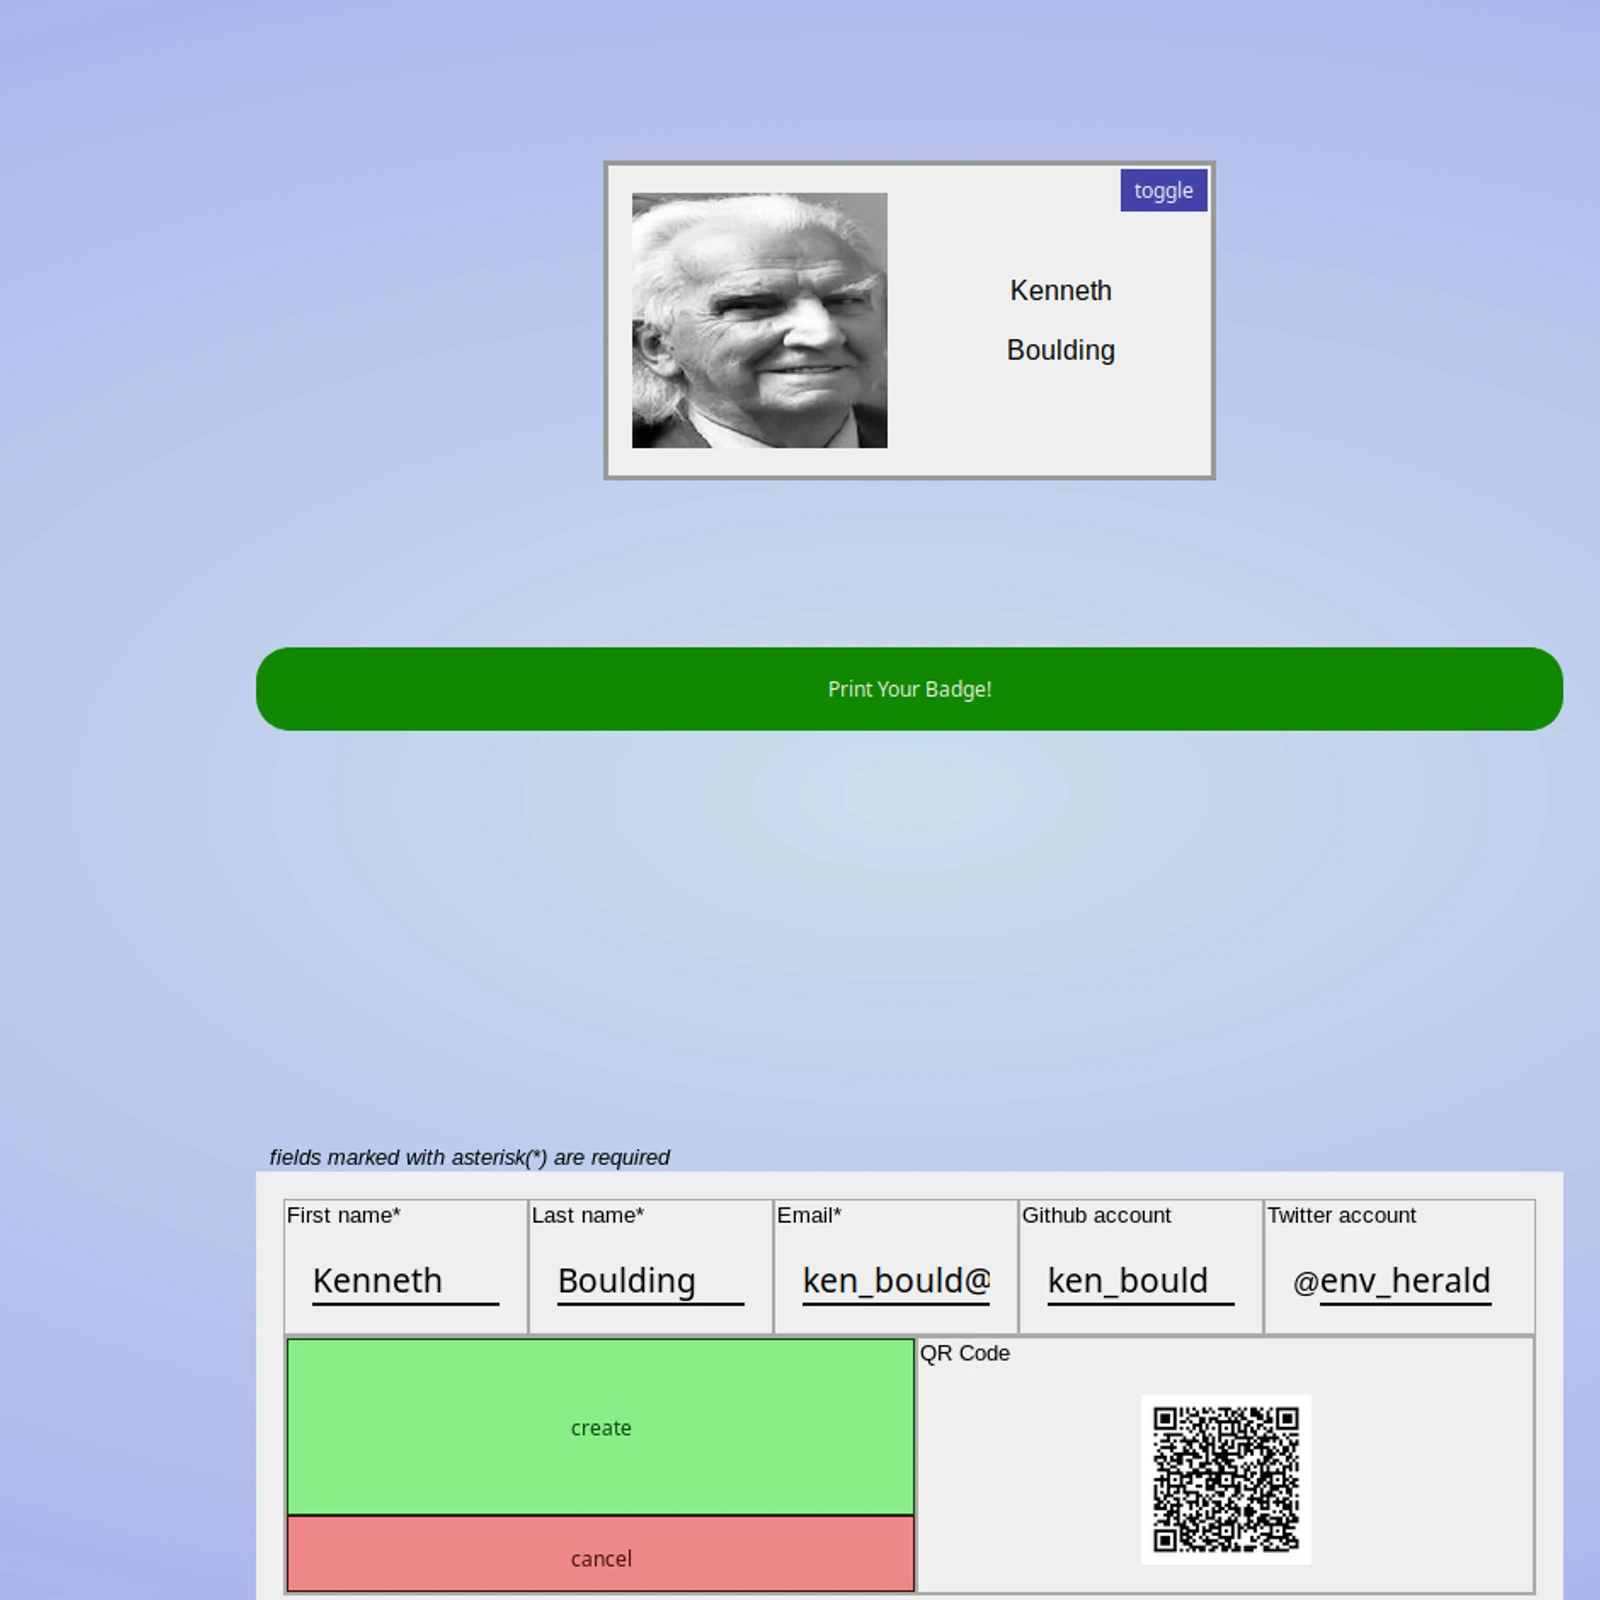 toggle
Kenneth
Boulding
Print Your Badge!
fields marked with asterisk(*) are required
First name*
Last name*
Email*
Github account
Twitter account
Kenneth
Boulding
ken_bould@
ken_bould
@env_herald
create
QR Code
cancel